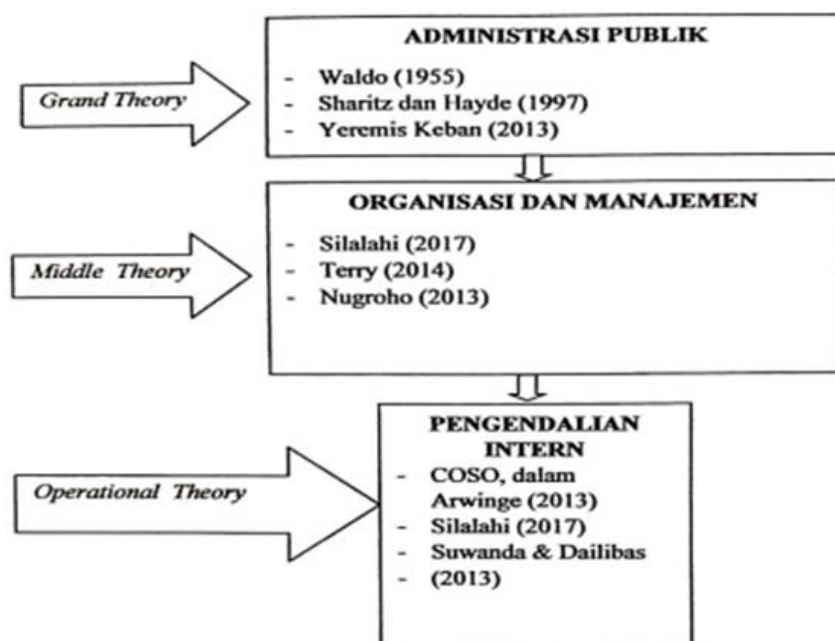 ADMINISTRASI PUBLIK
Grand Theory
- Waldo (1955)
- Sharitz dan Hayde (1997)
- Yeremis Keban (2013)
ORGANISASI DAN MANAJEMEN
Middle Theory
- Silalahi (2017)
- Terry (2014)
- Nugroho (2013)
PENGENDALIAN
INTERN
Operational Theory
- COSO, dalam
Arwinge (2013)
- Silalahi (2017)
- Suwanda & Dailibas
- (2013)